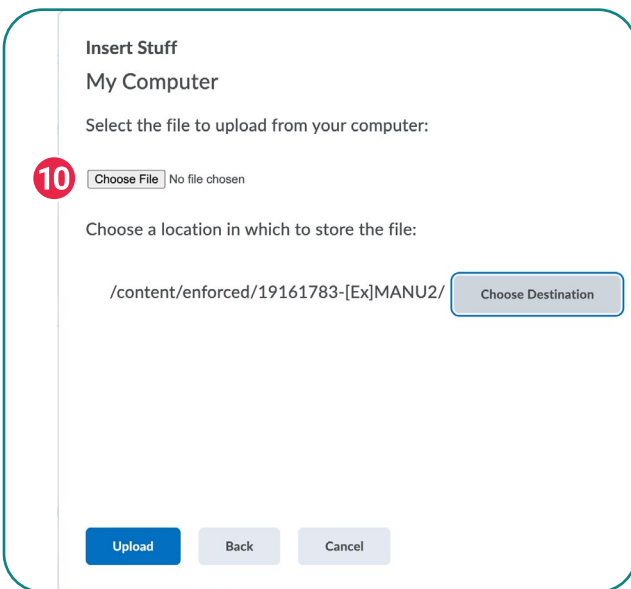 Insert Stuff
My Computer
Select the file to upload from your computer:
10 Choose File No file chosen
Choose a location in which to store the file:
/content/enforced/19161783-[Ex]MANU2/ Choose Destination
Upload Back Cancel